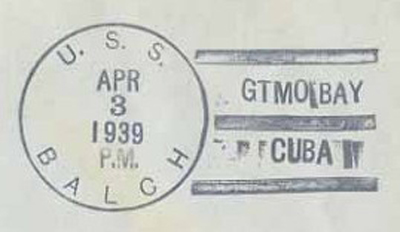 U. S. S.
APR
3
1939
P.M.
BALCH
GTMO BAY
CUBA